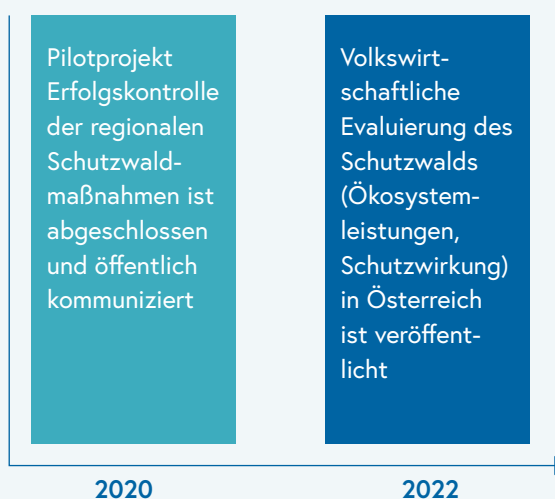 Pilotprojekt
Erfolgskontrolle
der regionalen
Schutzwald-
maßnahmen ist
abgeschlossen
und öffentlich
kommuniziert
Volkswirt-
schaftliche
Evaluierung des
Schutzwalds
(Ökosystem-
leistungen,
Schutzwirkung)
in Österreich
ist veröffent-
licht
2020
2022